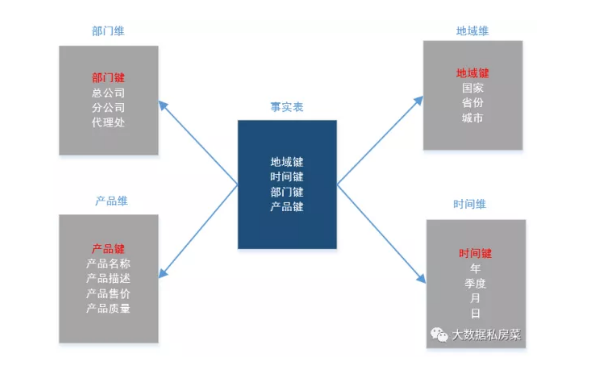 部门维
部门键
总公司
分公司
代理处
地域维
地域键
国家
省份
城市
事实表
地域键
时间键
部门键
产品键
产品维
产品键
产品名称
产品描述
产品售价
产品质量
时间维
时间键
年
季度
月
日
大数据私房菜